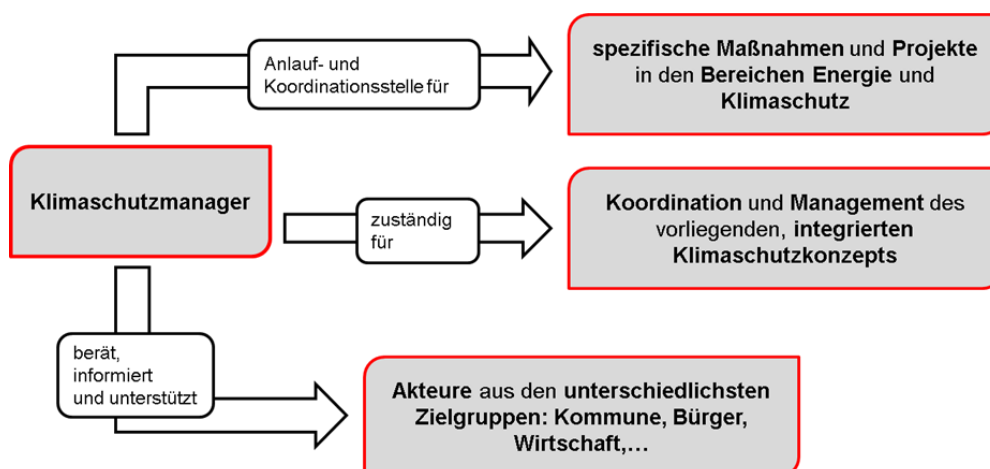 Anlauf- und
Koordinationsstelle für
spezifische Maßnahmen und Projekte
in den Bereichen Energie und
Klimaschutz
Klimaschutzmanager
zuständig
für
Koordination und Management des
vorliegenden, integrierten
Klimaschutzkonzepts
berät,
informiert
und unterstützt
Akteure aus den unterschiedlichsten
Zielgruppen: Kommune, Bürger,
Wirtschaft,…